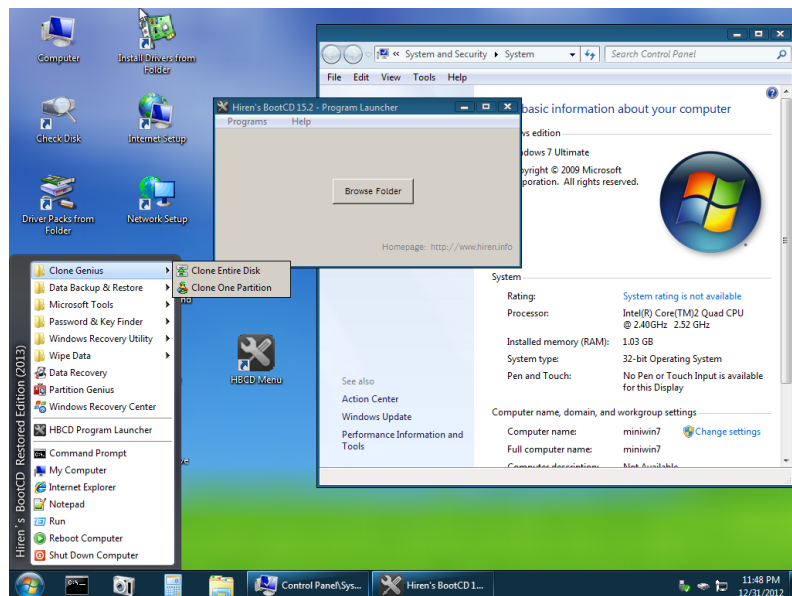 Computer
Install Drivers from
Folder
Check Disk
Internet Setup
Driver Packs from
Folder
Network Setup
HBCD Menu
Hiren's BootCD 15.2 - Program Launcher
Programs Help
Browse Folder
Homepage: http://www.hiren.info
« System and Security System
Search Control Panel
File Edit View Tools Help
basic information about your computer
ws edition
dows 7 Ultimate
pyright © 2009 Microsoft
poration. All rights reserved.
System
Rating: System rating is not available
Processor: Intel(R) Core(TM)2 Quad CPU
@ 2.40GHz 2.52 GHz
Installed memory (RAM): 1.03 GB
System type: 32-bit Operating System
Pen and Touch: No Pen or Touch Input is available
for this Display
Computer name, domain, and workgroup settings
Computer name: miniwin7
Change settings
Full computer name: miniwin7
Computer description: Not Available
See also
Action Center
Windows Update
Performance Information and
Tools
Hiren's BootCD Restored Edition (2013)
Clone Genius
Data Backup & Restore
Microsoft Tools
Password & Key Finder
Windows Recovery Utility
Wipe Data
Data Recovery
Partition Genius
Windows Recovery Center
HBCD Program Launcher
Command Prompt
My Computer
Internet Explorer
Notepad
Run
Reboot Computer
Shut Down Computer
Clone Entire Disk
Clone One Partition
Control Panel\Sys...
Hiren's BootCD 1...
11:48 PM
12/31/2012